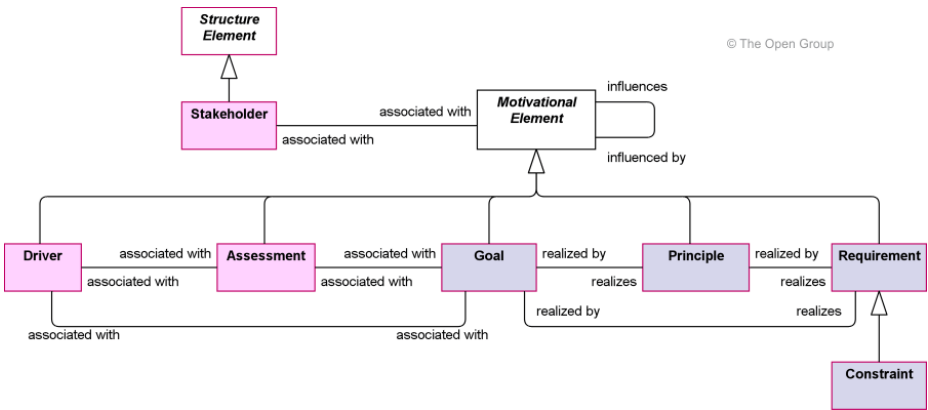 Structure
Element
© The Open Group
Stakeholder
associated with
associated with
Motivational
Element
influences
influenced by
Driver
associated with
associated with
Assessment
associated with
associated with
Goal
realized by
realizes
Principle
realized by
realizes
Requirement
associated with
associated with
realized by
realizes
Constraint